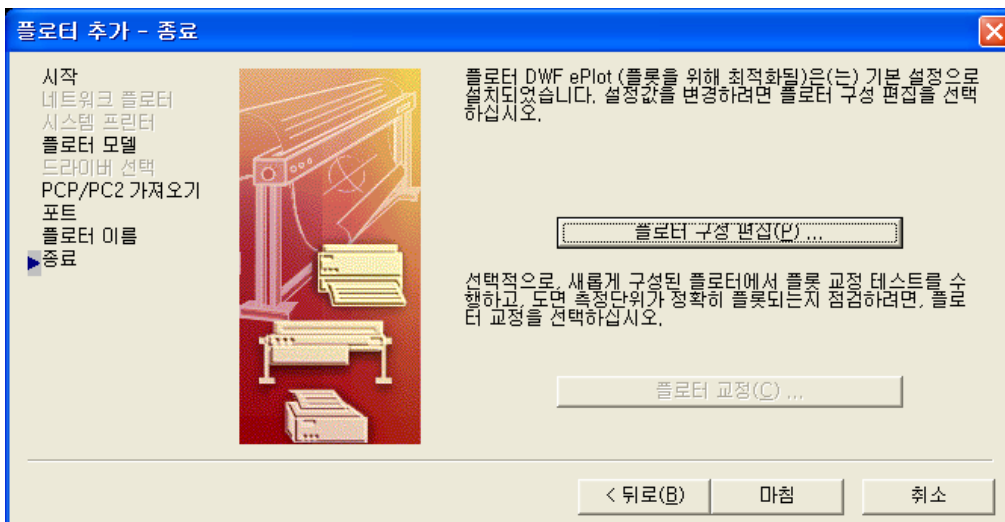 플로터 추가 - 종료
시작
네트워크 플로터
시스템 프린터
플로터 모델
드라이버 선택
PCP/PC2 가져오기
포트
플로터 이름
종료
플로터 DWF ePlot (플롯을 위해 최적화됨)은(는) 기본 설정으로
설치되었습니다. 설정값을 변경하려면 플로터 구성 편집을 선택
하십시오.
플로터 구성 편집(P) ...
선택적으로, 새롭게 구성된 플로터에서 플롯 교정 테스트를 수
행하고, 도면 측정단위가 정확히 플롯되는지 점검하려면, 플로
터 교정을 선택하십시오.
플로터 교정(C) ...
< 뒤로(B)
마침
취소